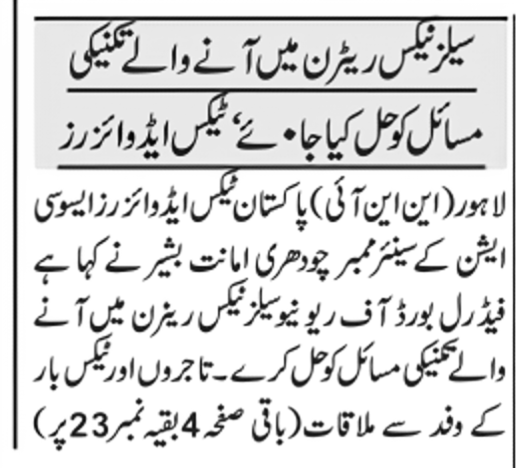 سیلز ٹیکس ریٹرن میں آنے والے تکنیکی
مسائل کو حل کیا جائے‘ ٹیکس ایڈوائزرز
لاہور(این این آئی)پاکستان ٹیکس ایڈوائزرز ایسوسی
ایشن کے سینئر ممبر چودھری امانت بشیر نے کہا ہے
فیڈرل بورڈ آف ریونیو سیلز ٹیکس ریٹرن میں آنے
والے تکنیکی مسائل کو حل کرے۔ تاجروں اور ٹیکس بار
کے وفد سے ملاقات (باقی صفحہ 4 بقیہ نمبر 23 پر)